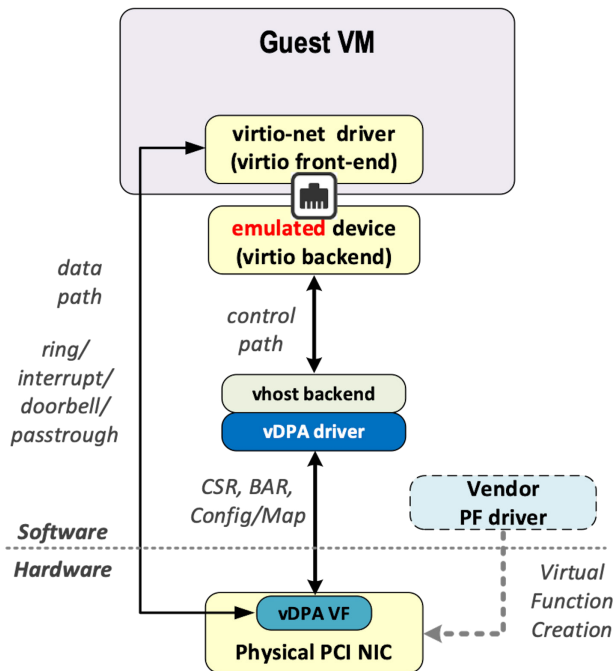 Guest VM
virtio-net driver
(virtio front-end)
emulated device
(virtio backend)
data
path
ring/
interrupt/
doorbell/
passtrough
control
path
vhost backend
vDPA driver
CSR, BAR,
Config/Map
Vendor
PF driver
Software
Hardware
vDPA VF
Physical PCI NIC
Virtual
Function
Creation